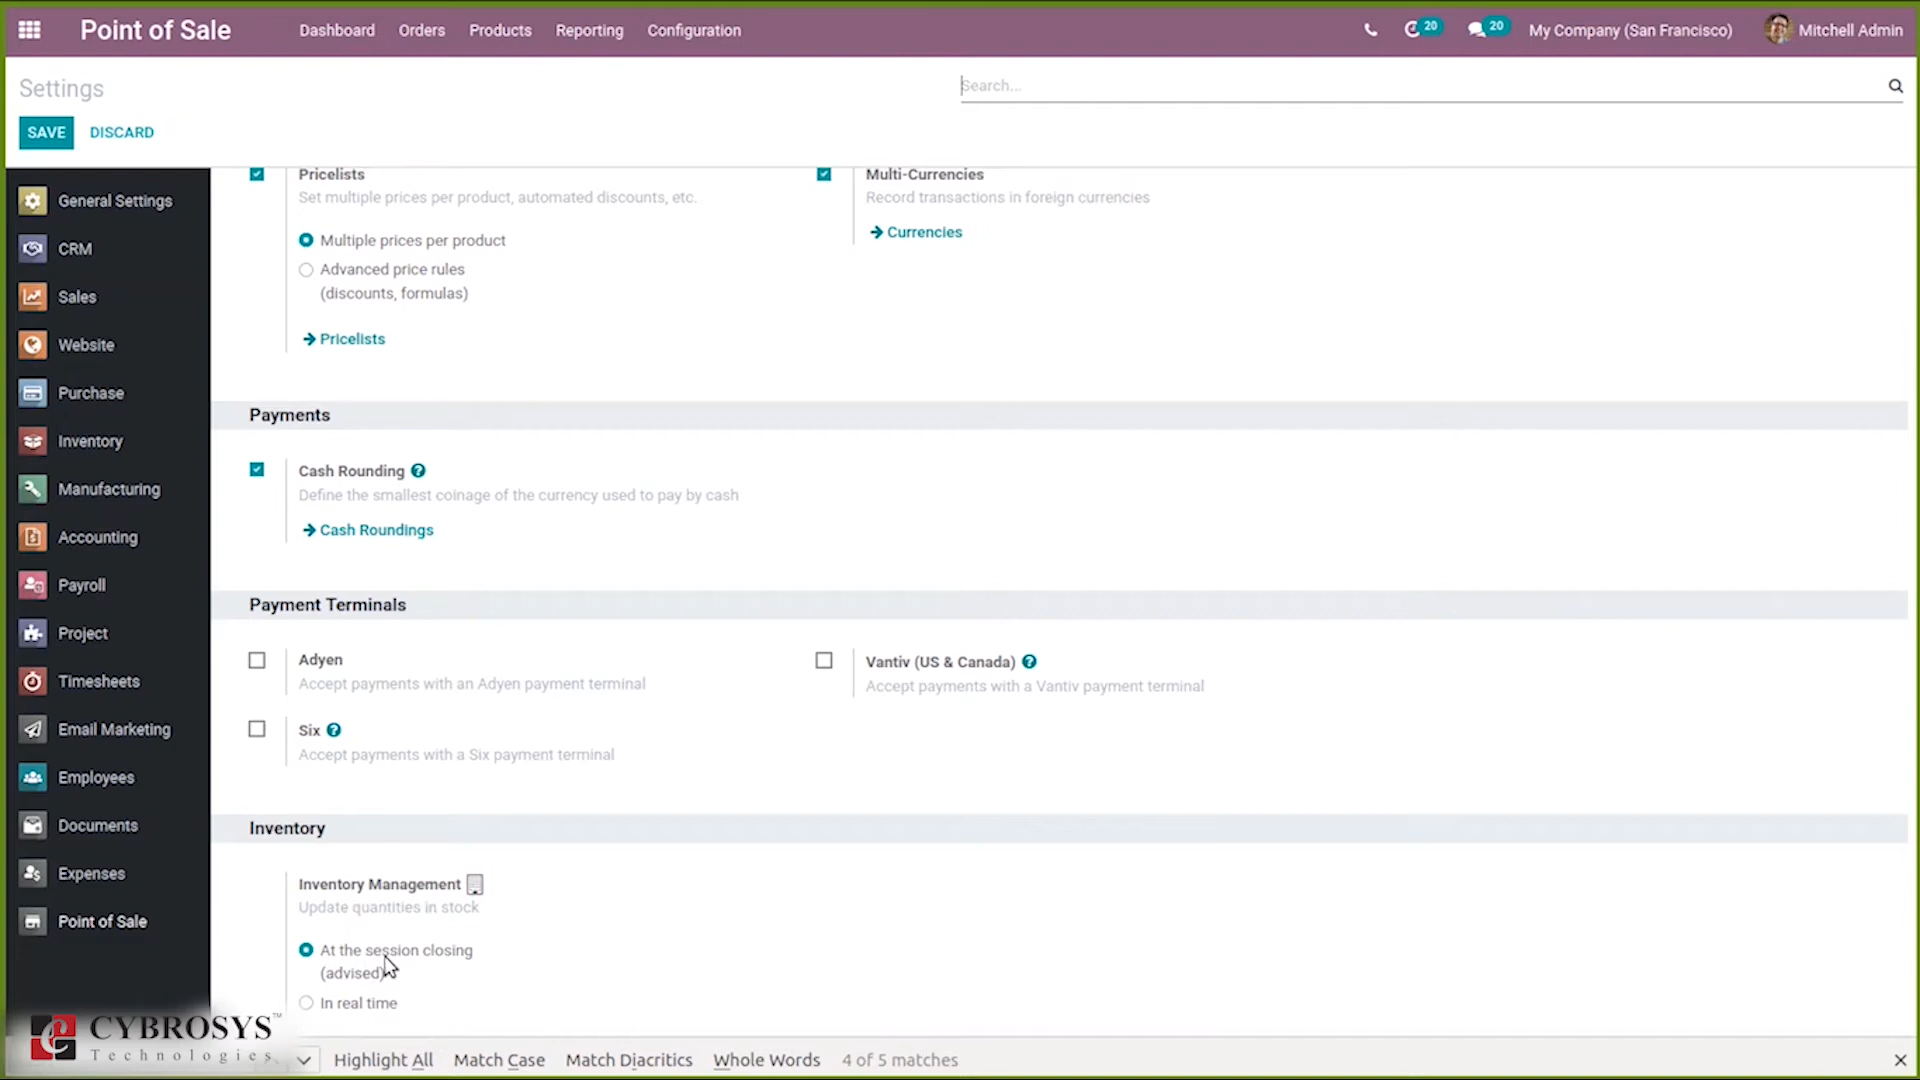 Point of Sale
Dashboard Orders Products Reporting Configuration
20 20 My Company (San Francisco) Mitchell Admin
Settings
Search...
SAVE DISCARD
General Settings
CRM
Sales
Website
Purchase
Inventory
Manufacturing
Accounting
Payroll
Project
Timesheets
Email Marketing
Employees
Documents
Expenses
Point of Sale
Pricelists
Set multiple prices per product, automated discounts, etc.
Multiple prices per product
Advanced price rules
(discounts, formulas)
Pricelists
Multi-Currencies
Record transactions in foreign currencies
Currencies
Payments
Cash Rounding ?
Define the smallest coinage of the currency used to pay by cash
Cash Roundings
Payment Terminals
Adyen
Accept payments with an Adyen payment terminal
Vantiv (US & Canada) ?
Accept payments with a Vantiv payment terminal
Six ?
Accept payments with a Six payment terminal
Inventory
Inventory Management
Update quantities in stock
At the session closing
(advised)
In real time
CYBROSYS™
Technologies
Highlight All Match Case Match Diacritics Whole Words 4 of 5 matches